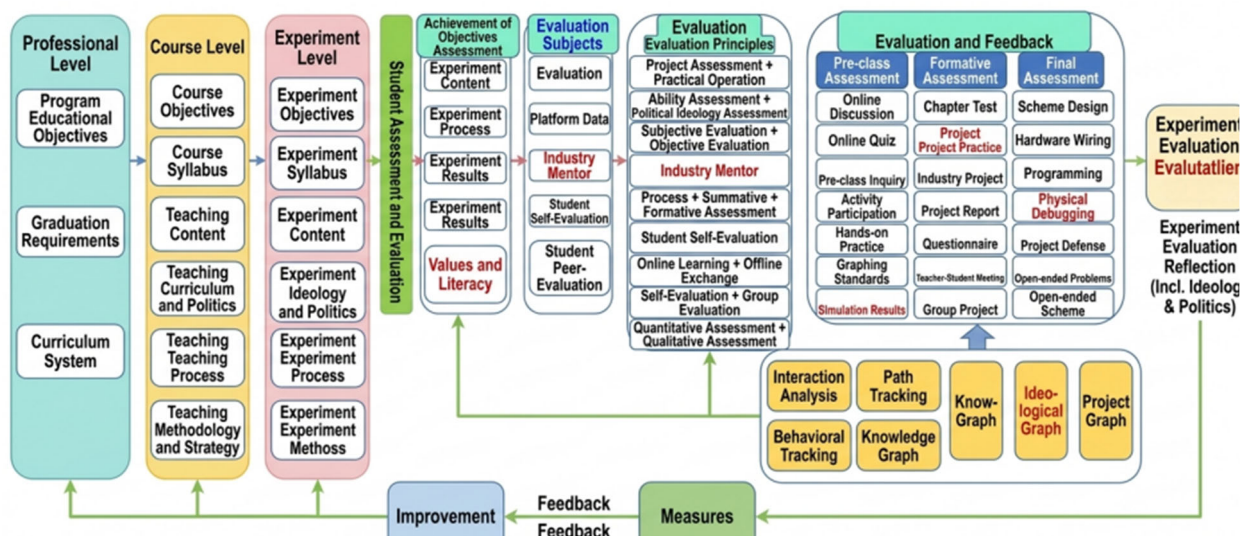 Professional
Level
Program
Educational
Objectives
Graduation
Requirements
Curriculum
System
Course Level
Course
Objectives
Course
Syllabus
Teaching
Content
Teaching
Curriculum
and Politics
Teaching
Teaching
Process
Teaching
Methodology
and Strategy
Experiment
Level
Experiment
Objectives
Experiment
Syllabus
Experiment
Content
Experiment
Ideology
and Politics
Experiment
Experiment
Process
Experiment
Experiment
Methoss
Student Assessment and Evaluation
Achievement of
Objectives
Assessment
Experiment
Content
Experiment
Process
Experiment
Results
Experiment
Results
Values and
Literacy
Evaluation
Subjects
Evaluation
Platform Data
Industry
Mentor
Student
Self-Evaluation
Student
Peer-
Evaluation
Evaluation
Evaluation Principles
Project Assessment +
Practical Operation
Ability Assessment +
Political Ideology Assessment
Subjective Evaluation +
Objective Evaluation
Industry Mentor
Process + Summative +
Formative Assessment
Student Self-Evaluation
Online Learning + Offline
Exchange
Self-Evaluation + Group
Evaluation
Quantitative Assessment +
Qualitative Assessment
Evaluation and Feedback
Pre-class
Assessment
Online
Discussion
Online Quiz
Pre-class Inquiry
Activity
Participation
Hands-on
Practice
Graphing
Standards
Simulation Results
Formative
Assessment
Chapter Test
Project
Project Practice
Industry Project
Project Report
Questionnaire
Teacher-Student Meeting
Group Project
Final
Assessment
Scheme Design
Hardware Wiring
Programming
Physical
Debugging
Project Defense
Open-ended Problems
Open-ended
Scheme
Interaction
Analysis
Path
Tracking
Behavioral
Tracking
Knowledge
Graph
Know-
Graph
Ideo-
logical
Graph
Project
Graph
Experiment
Evaluation
Evalutatlien
Experiment
Evaluation
Reflection
(Incl. Ideolog
& Politics)
Improvement
Feedback
Feedback
Measures